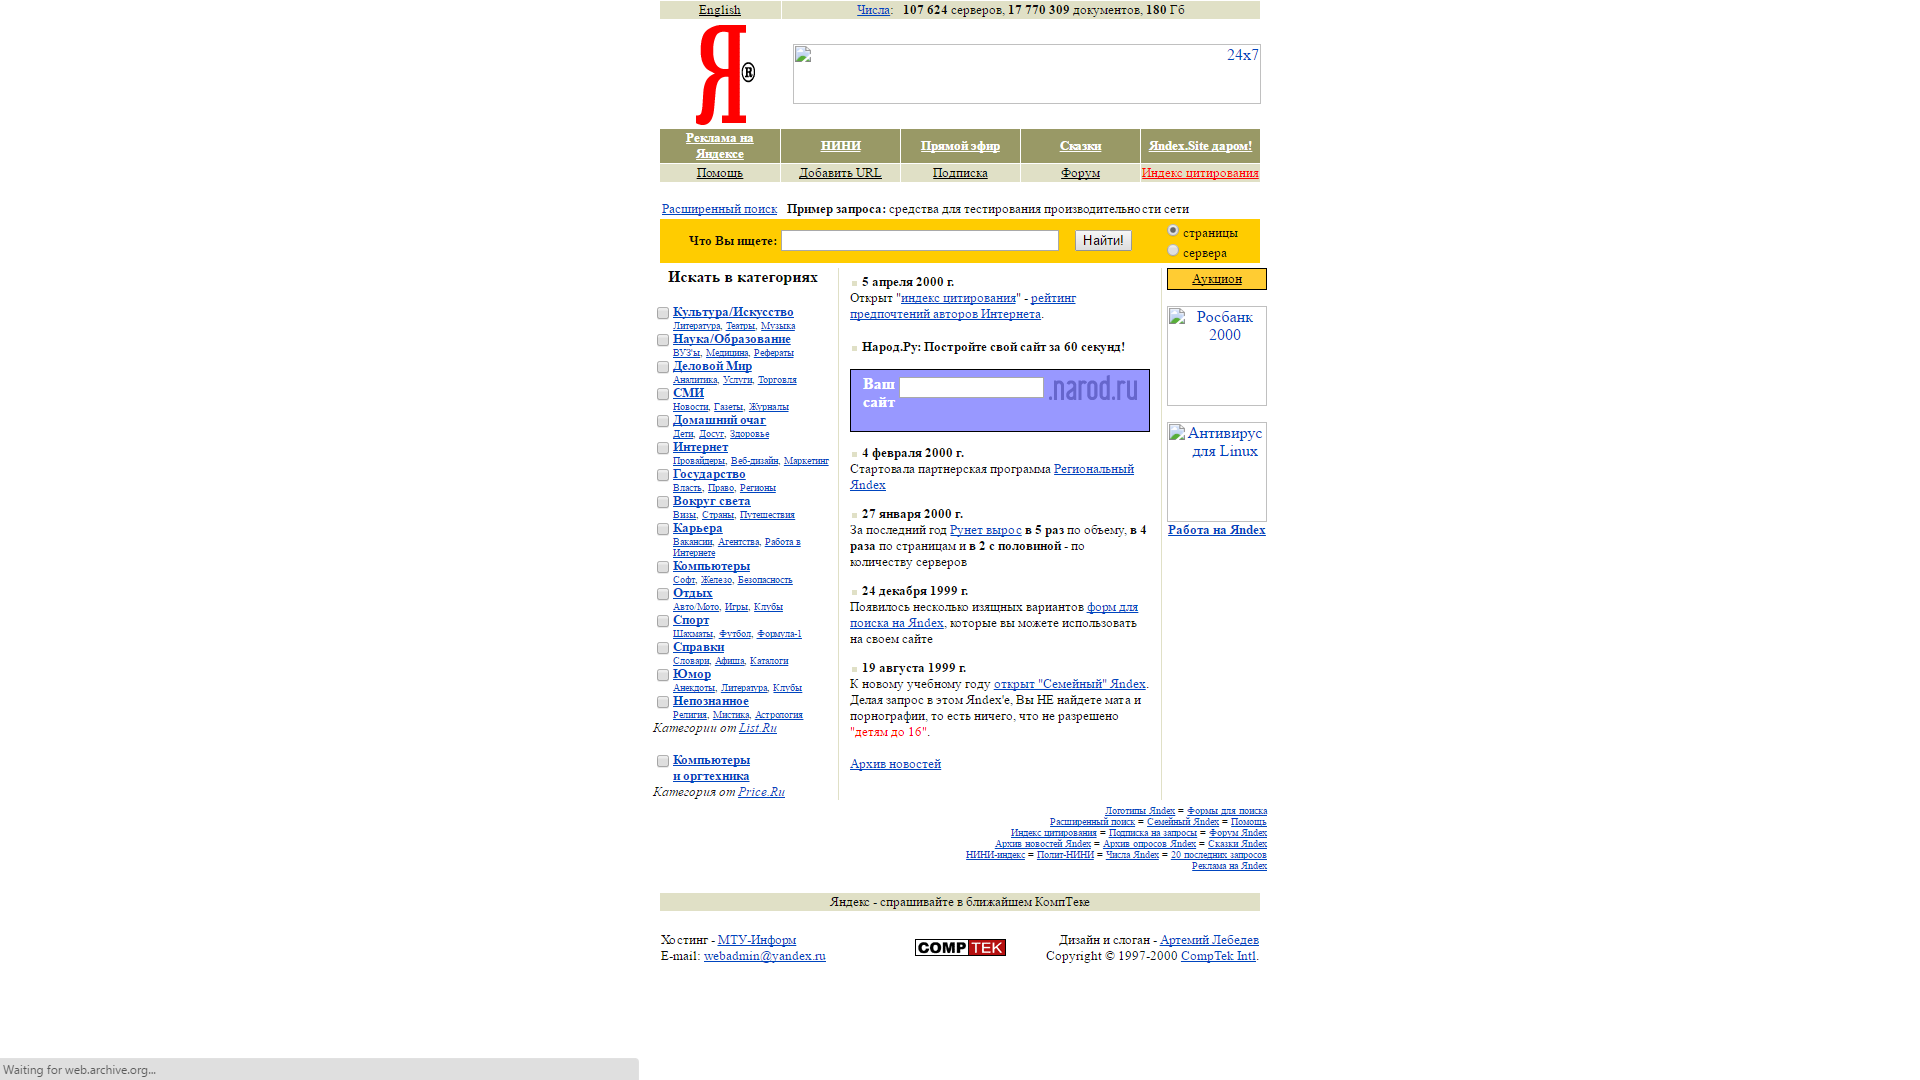 English
Числа: 107 624 серверов, 17 770 309 документов, 180 Гб
Я®
24x7
Реклама на
Яндексе
НИНИ
Прямой эфир
Сказки
Яndex.Site даром!
Помощь
Добавить URL
Подписка
Форум
Индекс цитирования
Расширенный поиск Пример запроса: средства для тестирования производительности сети
Что Вы ищете:
Найти!
страницы
сервера
Искать в категориях
Культура/Искусство
Литература, Театры, Музыка
Наука/Образование
ВУЗ'ы, Медицина, Рефераты
Деловой Мир
Аналитика, Услуги, Торговля
СМИ
Новости, Газеты, Журналы
Домашний очаг
Дети, Досуг, Здоровье
Интернет
Провайдеры, Веб-дизайн, Маркетинг
Государство
Власть, Право, Регионы
Вокруг света
Визы, Страны, Путешествия
Карьера
Вакансии, Агентства, Работа в
Интернете
Компьютеры
Софт, Железо, Безопасность
Отдых
Авто/Мото, Игры, Клубы
Спорт
Шахматы, Футбол, Формула-1
Справки
Словари, Афиша, Каталоги
Юмор
Анекдоты, Литература, Клубы
Непознанное
Религия, Мистика, Астрология
Категории от List.Ru
Компьютеры
и оргтехника
Категория от Price.Ru
5 апреля 2000 г.
Открыт "индекс цитирования" - рейтинг
предпочтений авторов Интернета.
Народ.Ру: Постройте свой сайт за 60 секунд!
Ваш
сайт
.narod.ru
4 февраля 2000 г.
Стартовала партнерская программа Региональный
Яndex
27 января 2000 г.
За последний год Рунет вырос в 5 раз по объему, в 4
раза по страницам и в 2 с половиной - по
количеству серверов
24 декабря 1999 г.
Появилось несколько изящных вариантов форм для
поиска на Яndex, которые вы можете использовать
на своем сайте
19 августа 1999 г.
К новому учебному году открыт "Семейный" Яndex.
Делая запрос в этом Яndex'е, Вы НЕ найдете мата и
порнографии, то есть ничего, что не разрешено
"детям до 16".
Архив новостей
Аукцион
Росбанк
2000
Антивирус
для Linux
Работа на Яndex
Логотипы Яndex = Формы для поиска
Расширенный поиск = Семейный Яndex = Помощь
Индекс цитирования = Подписка на запросы = Форум Яndex
Архив новостей Яndex = Архив опросов Яndex = Сказки Яndex
НИНИ-индекс = Полит-НИНИ = Числа Яndex = 20 последних запросов
Реклама на Яndex
Яндекс - спрашивайте в ближайшем КомпТеке
Хостинг - МТУ-Информ
E-mail: webadmin@yandex.ru
COMPTEK
Дизайн и слоган - Артемий Лебедев
Copyright © 1997-2000 CompTek Intl.
Waiting for web.archive.org...